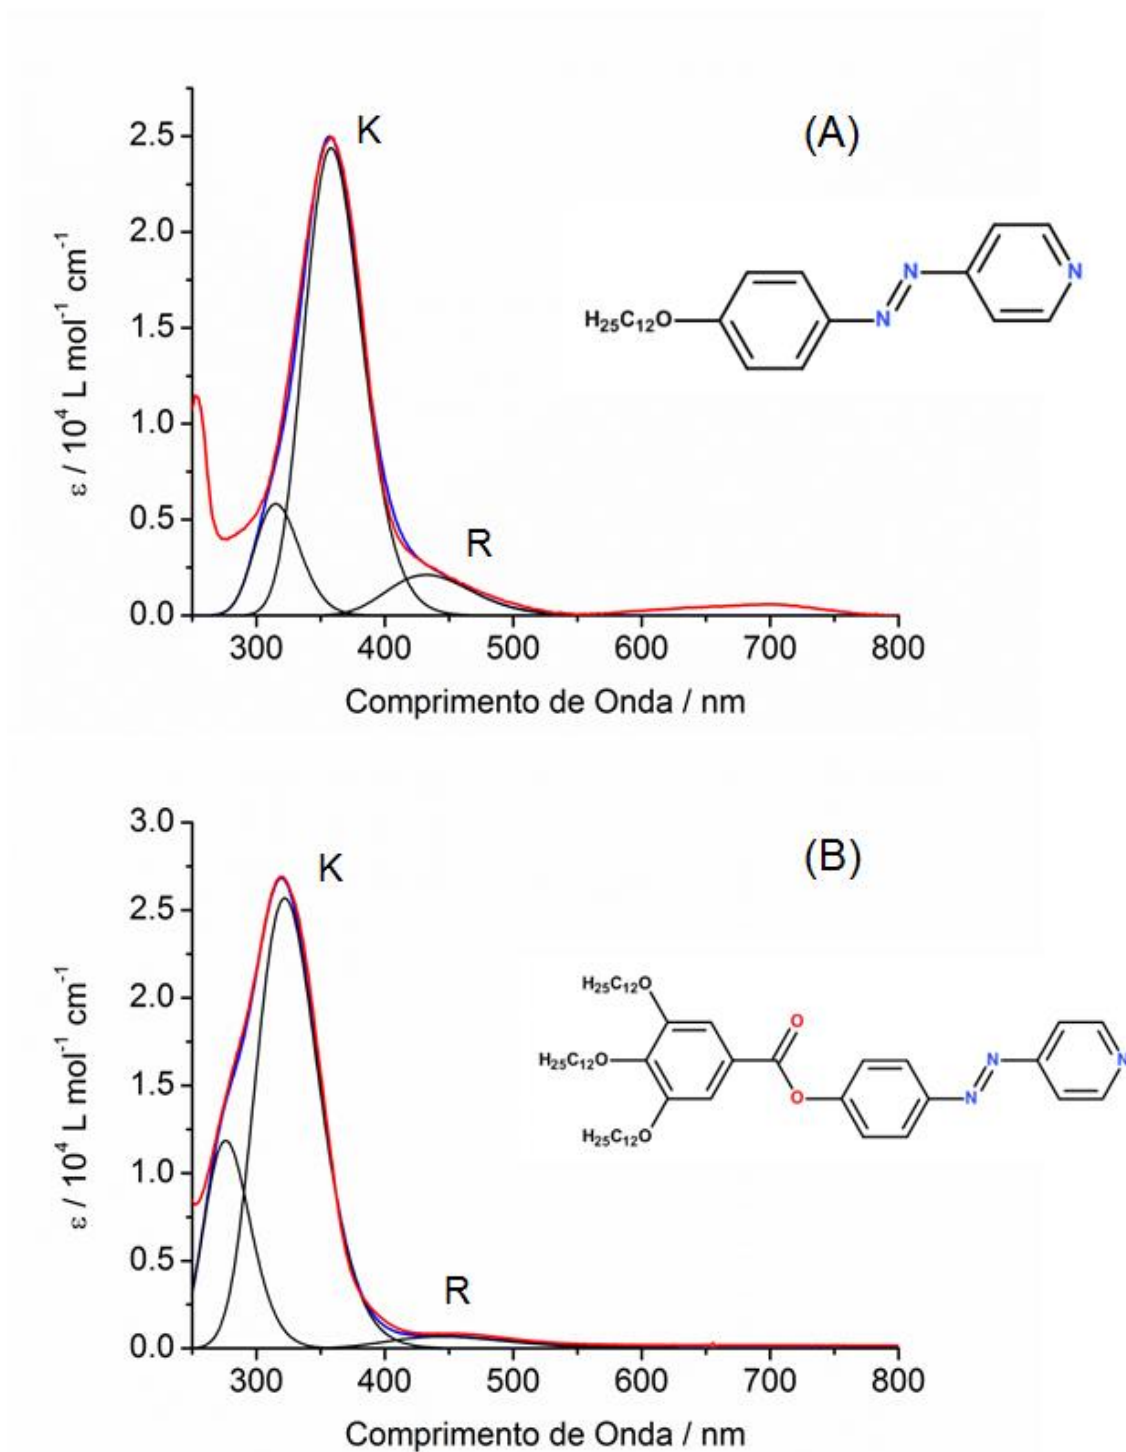 K
(A)
R
2.5
2.0
1.5
1.0
0.5
0.0
ε / 10⁴ L mol⁻¹ cm⁻¹
H₂₅C₁₂O
N
N
N
300 400 500 600 700 800
Comprimento de Onda / nm
K
(B)
R
3.0
2.5
2.0
1.5
1.0
0.5
0.0
ε / 10⁴ L mol⁻¹ cm⁻¹
H₂₅C₁₂O
H₂₅C₁₂O
H₂₅C₁₂O
O
O
N
N
N
300 400 500 600 700 800
Comprimento de Onda / nm